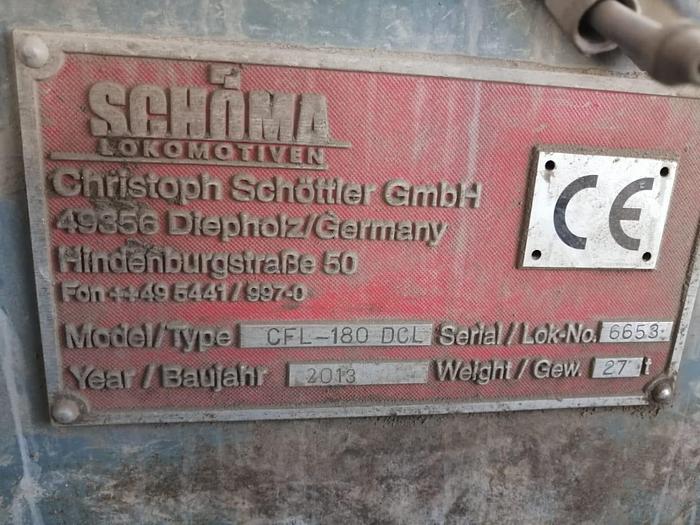 SCHÖMA
LOKOMOTIVEN
Christoph Schöttler GmbH
49356 Diepholz/Germany
Hindenburgstraße 50
Fon ++49 5441 / 997-0
CE
Model/Type CFL-180 DCL Serial/Lok-No. 6653
Year/Baujahr 2013 Weight/Gew. 27 t